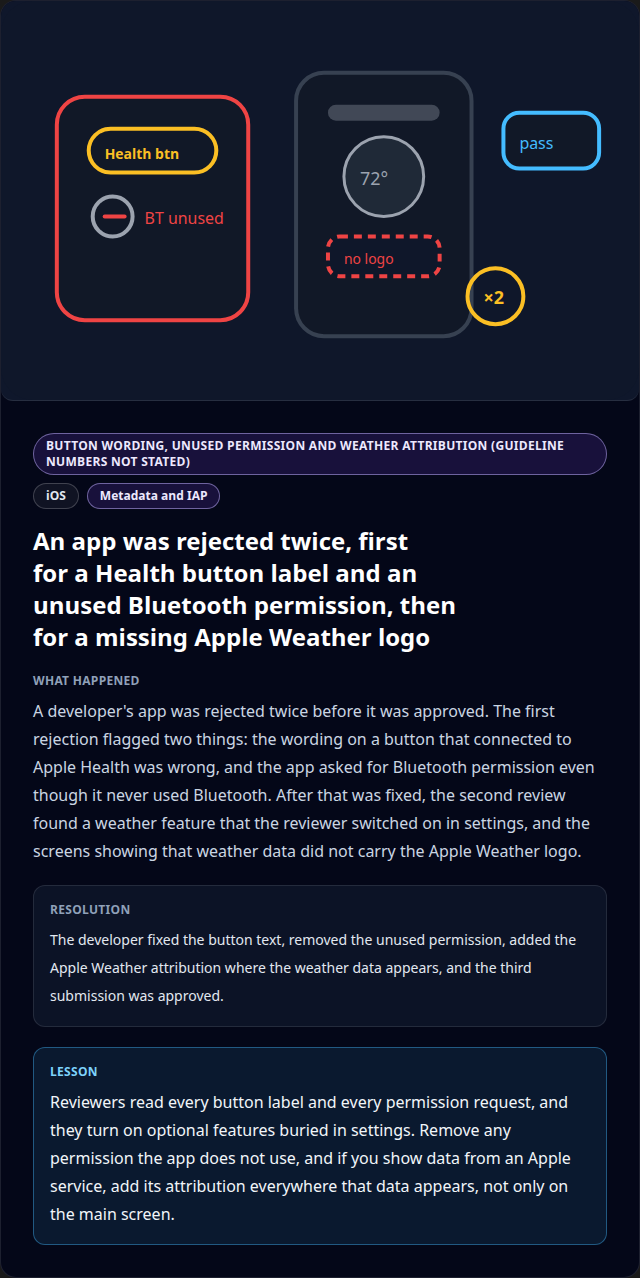 Health btn
BT unused
72°
no logo
pass
×2
BUTTON WORDING, UNUSED PERMISSION AND WEATHER ATTRIBUTION (GUIDELINE
NUMBERS NOT STATED)
iOS
Metadata and IAP
An app was rejected twice, first
for a Health button label and an
unused Bluetooth permission, then
for a missing Apple Weather logo
WHAT HAPPENED
A developer's app was rejected twice before it was approved. The first
rejection flagged two things: the wording on a button that connected to
Apple Health was wrong, and the app asked for Bluetooth permission even
though it never used Bluetooth. After that was fixed, the second review
found a weather feature that the reviewer switched on in settings, and the
screens showing that weather data did not carry the Apple Weather logo.
RESOLUTION
The developer fixed the button text, removed the unused permission, added the
Apple Weather attribution where the weather data appears, and the third
submission was approved.
LESSON
Reviewers read every button label and every permission request, and
they turn on optional features buried in settings. Remove any
permission the app does not use, and if you show data from an Apple
service, add its attribution everywhere that data appears, not only on
the main screen.